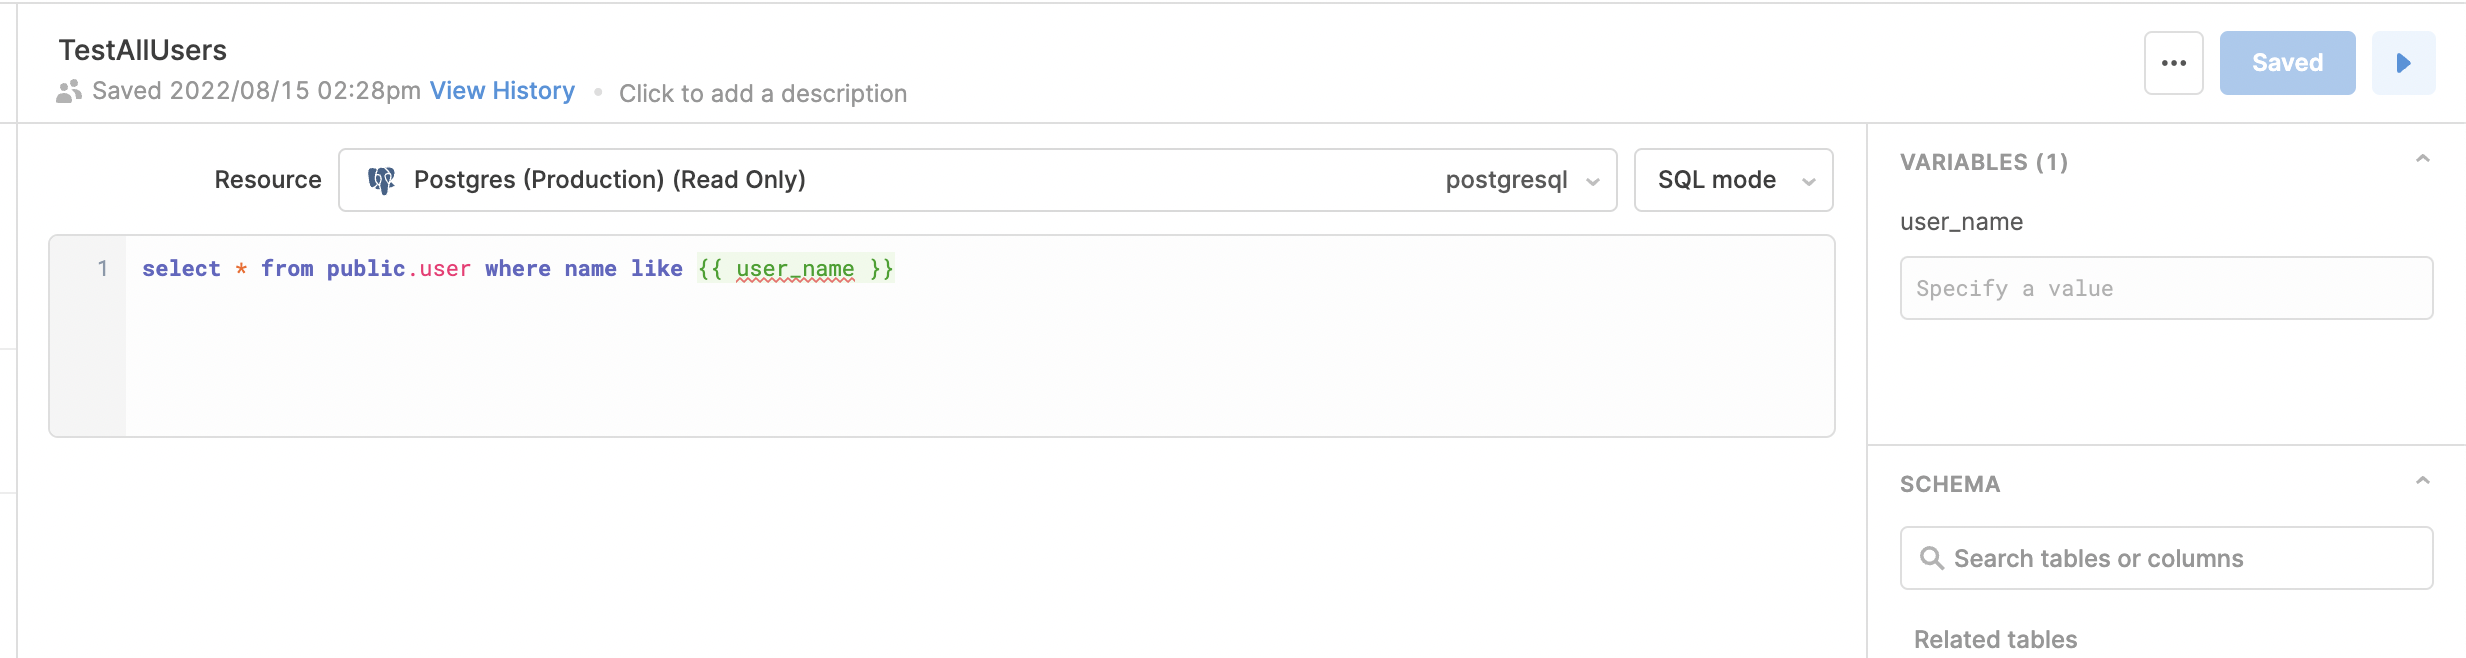 TestAllUsers
Saved 2022/08/15 02:28pm View History • Click to add a description
Saved
Resource Postgres (Production) (Read Only) postgresql SQL mode
1 select * from public.user where name like {{ user_name }}
VARIABLES (1)
user_name
Specify a value
SCHEMA
Search tables or columns
Related tables